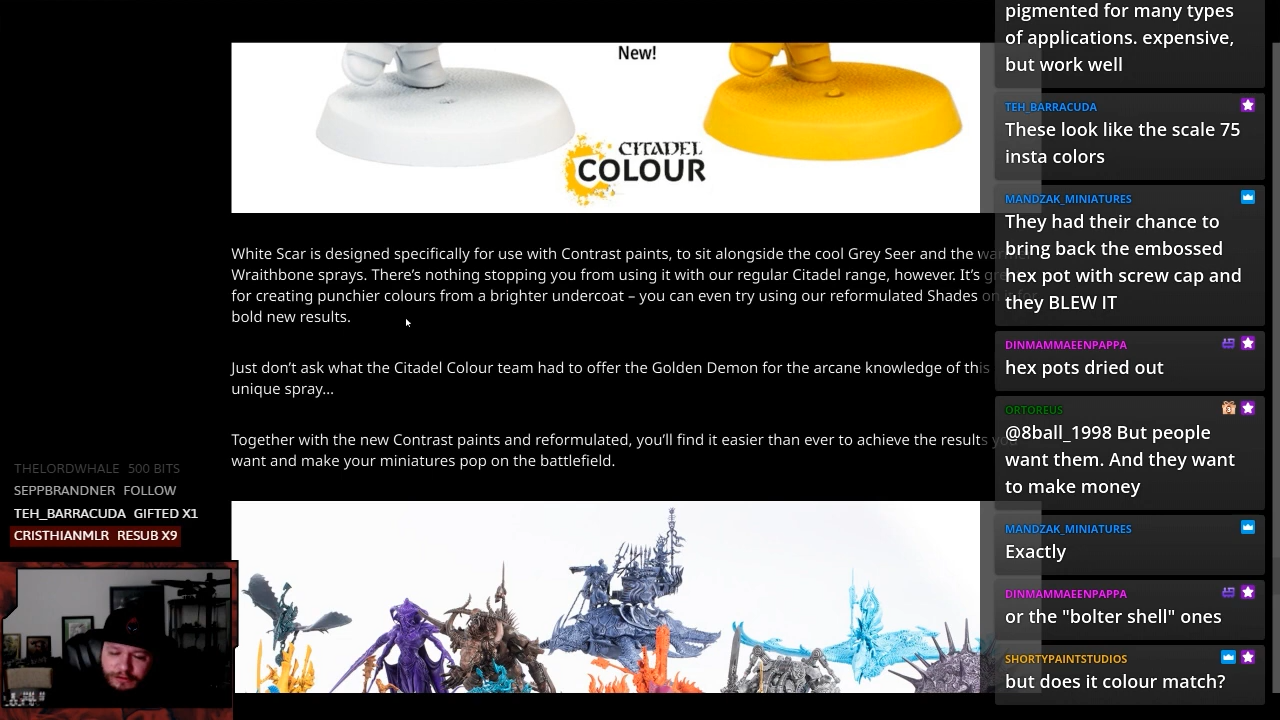 New!
CITADEL
COLOUR
White Scar is designed specifically for use with Contrast paints, to sit alongside the cool Grey Seer and the warmer
Wraithbone sprays. There’s nothing stopping you from using it with our regular Citadel range, however. It’s great
for creating punchier colours from a brighter undercoat – you can even try using our reformulated Shades on it for
bold new results.
Just don’t ask what the Citadel Colour team had to offer the Golden Demon for the arcane knowledge of this
unique spray...
Together with the new Contrast paints and reformulated, you’ll find it easier than ever to achieve the results you
want and make your miniatures pop on the battlefield.
THELORDWHALE 500 BITS
SEPPBRANDNER FOLLOW
TEH_BARRACUDA GIFTED X1
CRISTHIANMLR RESUB X9
pigmented for many types
of applications. expensive,
but work well
TEH_BARRACUDA
These look like the scale 75
insta colors
MANDZAK_MINIATURES
They had their chance to
bring back the embossed
hex pot with screw cap and
they BLEW IT
DINMAMMAEENPAPPA
hex pots dried out
ORTOREUS
@8ball_1998 But people
want them. And they want
to make money
MANDZAK_MINIATURES
Exactly
DINMAMMAEENPAPPA
or the "bolter shell" ones
SHORTYPAINTSTUDIOS
but does it colour match?